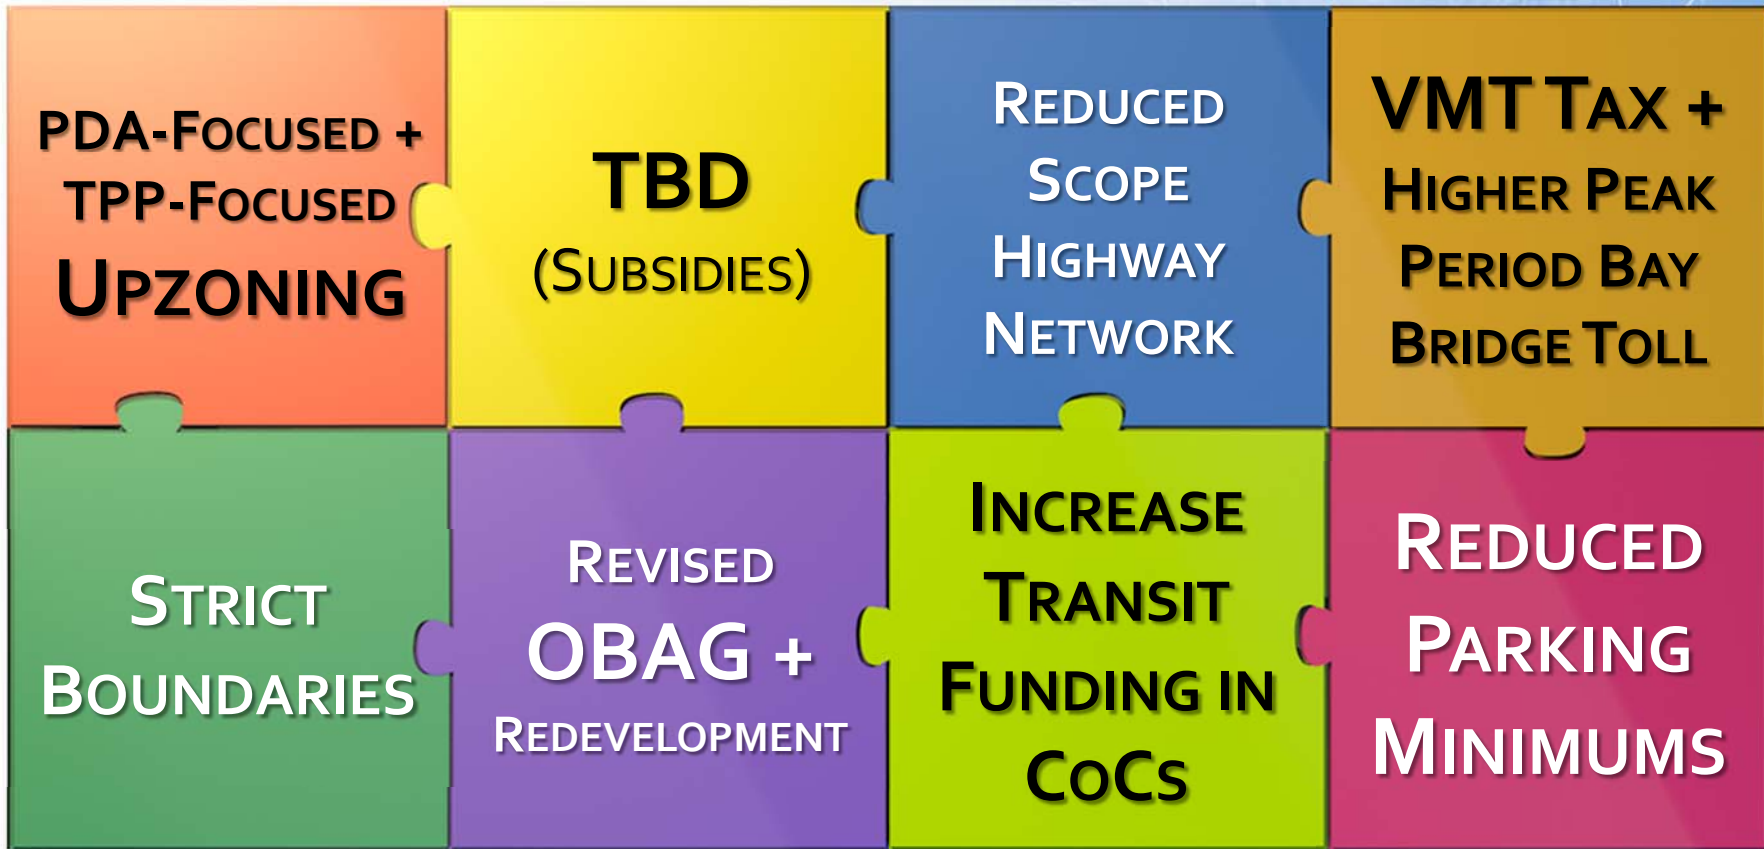 PDA-Focused +
TPP-Focused
Upzoning
TBD
(Subsidies)
Reduced
Scope
Highway
Network
VMT Tax +
Higher Peak
Period Bay
Bridge Toll
Strict
Boundaries
Revised
OBAG +
Redevelopment
Increase
Transit
Funding in
CoCs
Reduced
Parking
Minimums